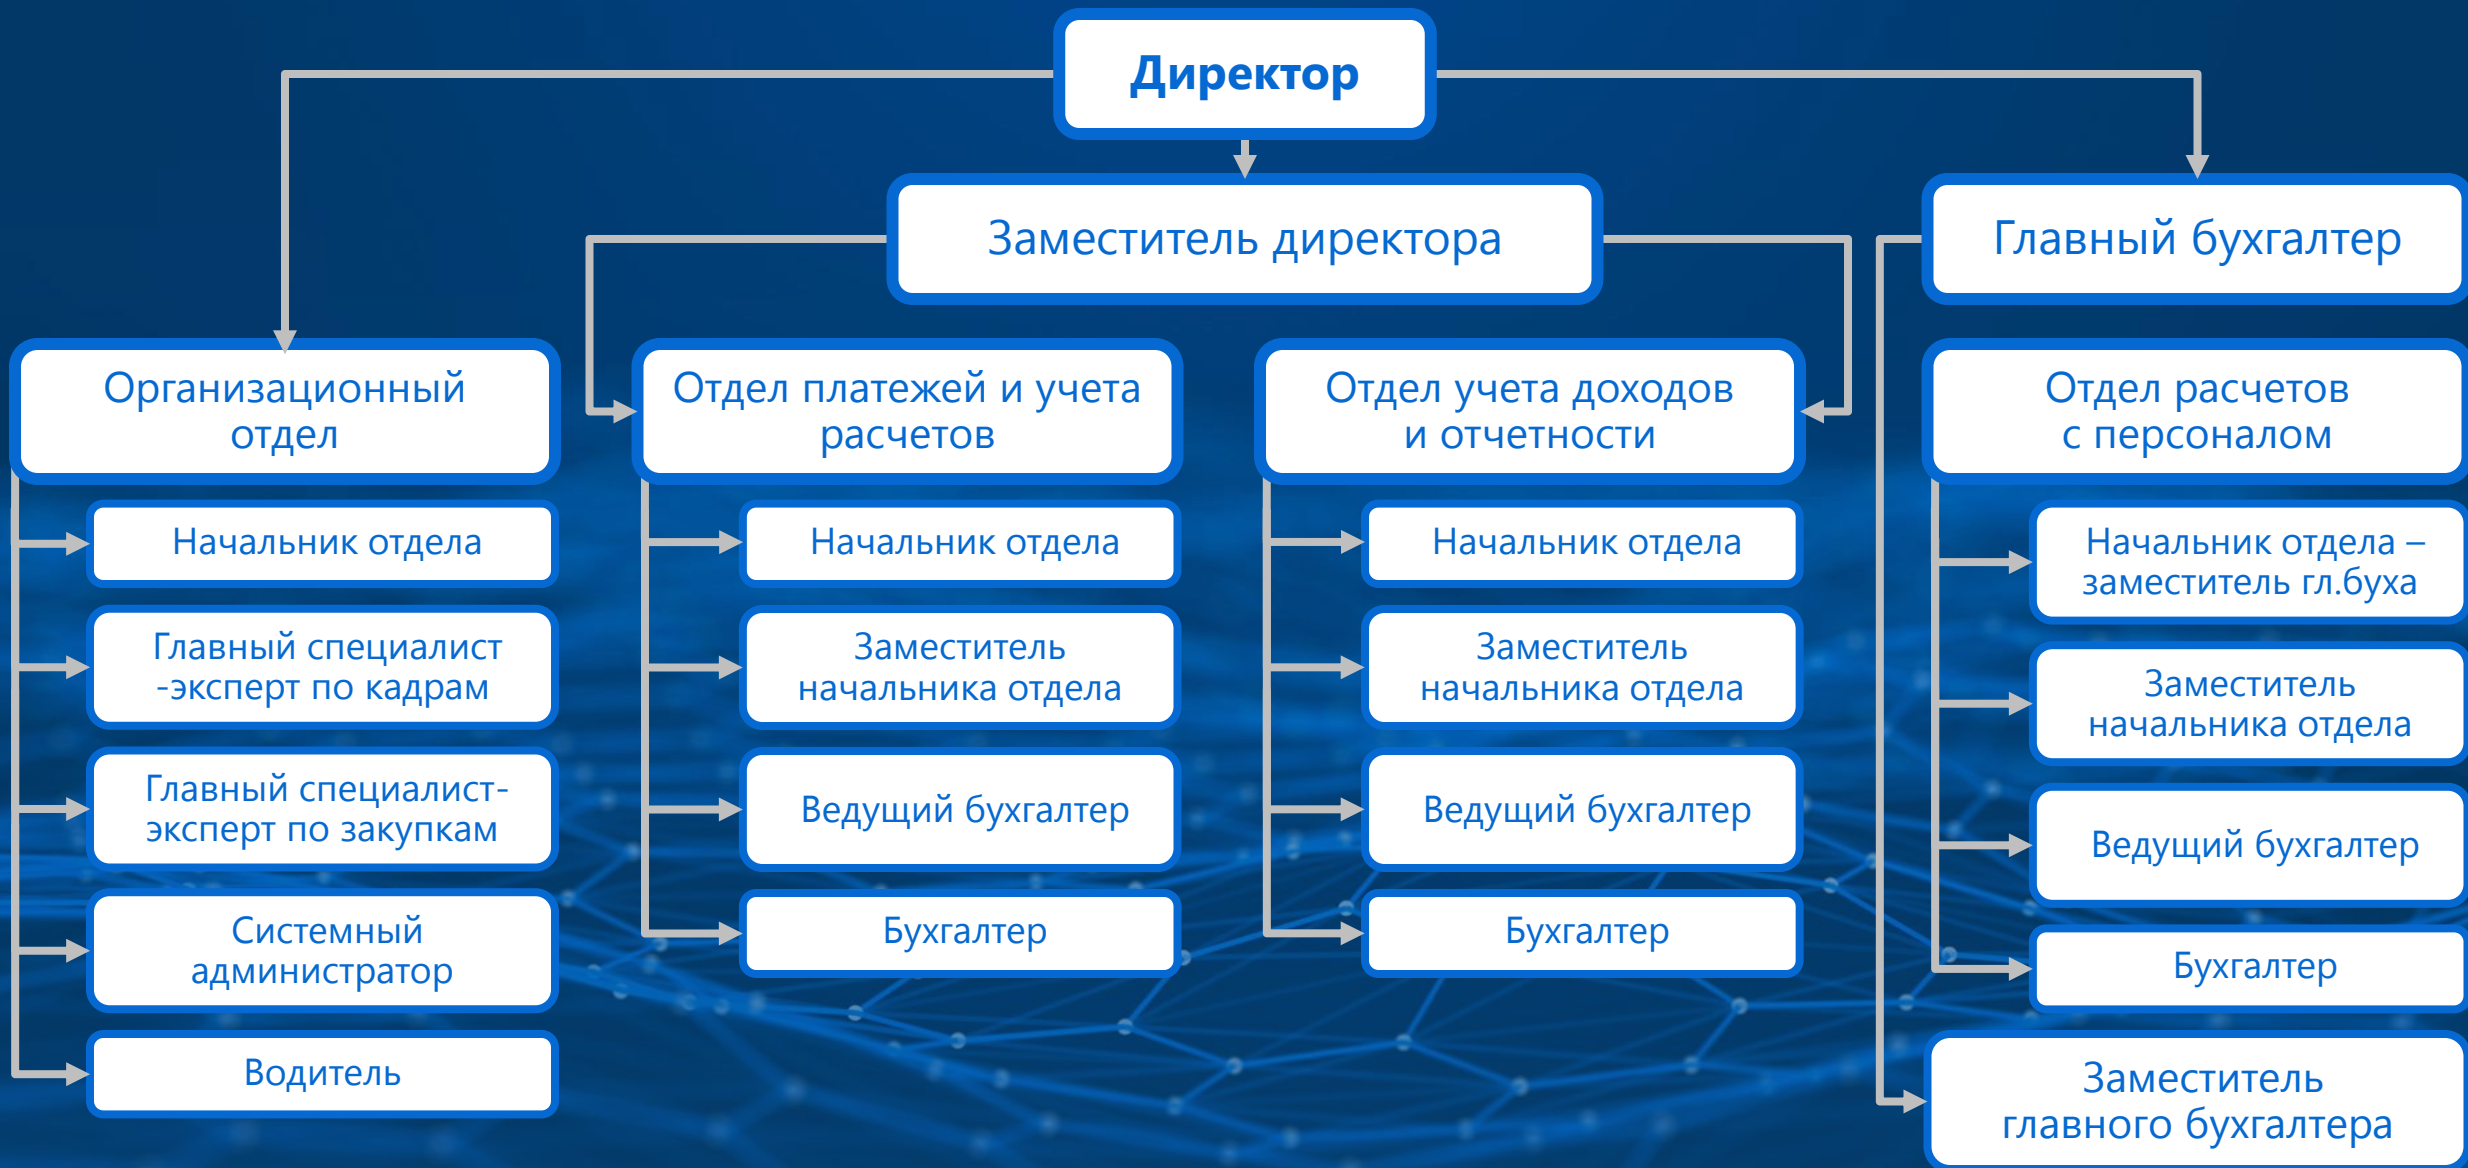 Директор
Заместитель директора
Главный бухгалтер
Организационный
отдел
Начальник отдела
Главный специалист
-эксперт по кадрам
Главный специалист-
эксперт по закупкам
Системный
администратор
Водитель
Отдел платежей и учета
расчетов
Начальник отдела
Заместитель
начальника отдела
Ведущий бухгалтер
Бухгалтер
Отдел учета доходов
и отчетности
Начальник отдела
Заместитель
начальника отдела
Ведущий бухгалтер
Бухгалтер
Отдел расчетов
с персоналом
Начальник отдела –
заместитель гл.буха
Заместитель
начальника отдела
Ведущий бухгалтер
Бухгалтер
Заместитель
главного бухгалтера